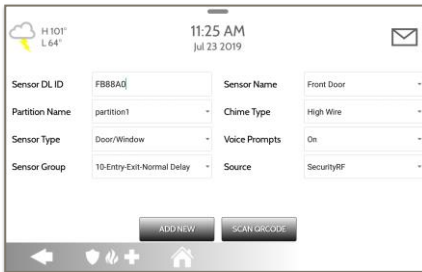 H 101°
L 64°
11:25 AM
Jul 23 2019
Sensor DL ID FB88A0 Sensor Name Front Door
Partition Name partition1 Chime Type High Wire
Sensor Type Door/Window Voice Prompts On
Sensor Group 10-Entry-Exit-Normal Delay Source SecurityRF
ADD NEW SCAN QRCODE